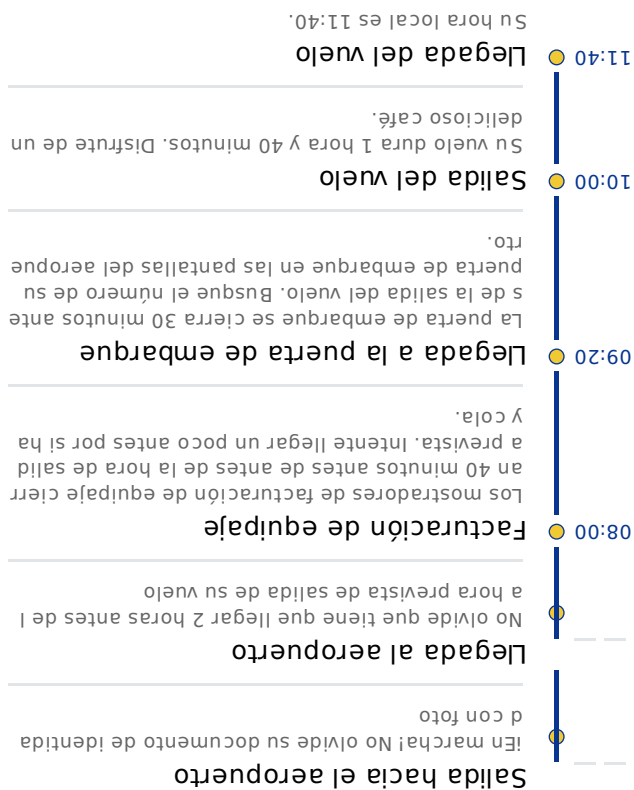 Salida hacia el aeropuerto
¡En marcha! No olvide su documento de identida
d con foto
Llegada al aeropuerto
No olvide que tiene que llegar 2 horas antes de l
a hora prevista de salida de su vuelo
08:00
Facturación de equipaje
Los mostradores de facturación de equipaje cierr
an 40 minutos antes de antes de la hora de salid
a prevista. Intente llegar un poco antes por si ha
y cola.
09:20
Llegada a la puerta de embarque
La puerta de embarque se cierra 30 minutos ante
s de la salida del vuelo. Busque el número de su
puerta de embarque en las pantallas del aeropue
rto.
10:00
Salida del vuelo
Su vuelo dura 1 hora y 40 minutos. Disfrute de un
delicioso café.
11:40
Llegada del vuelo
Su hora local es 11:40.